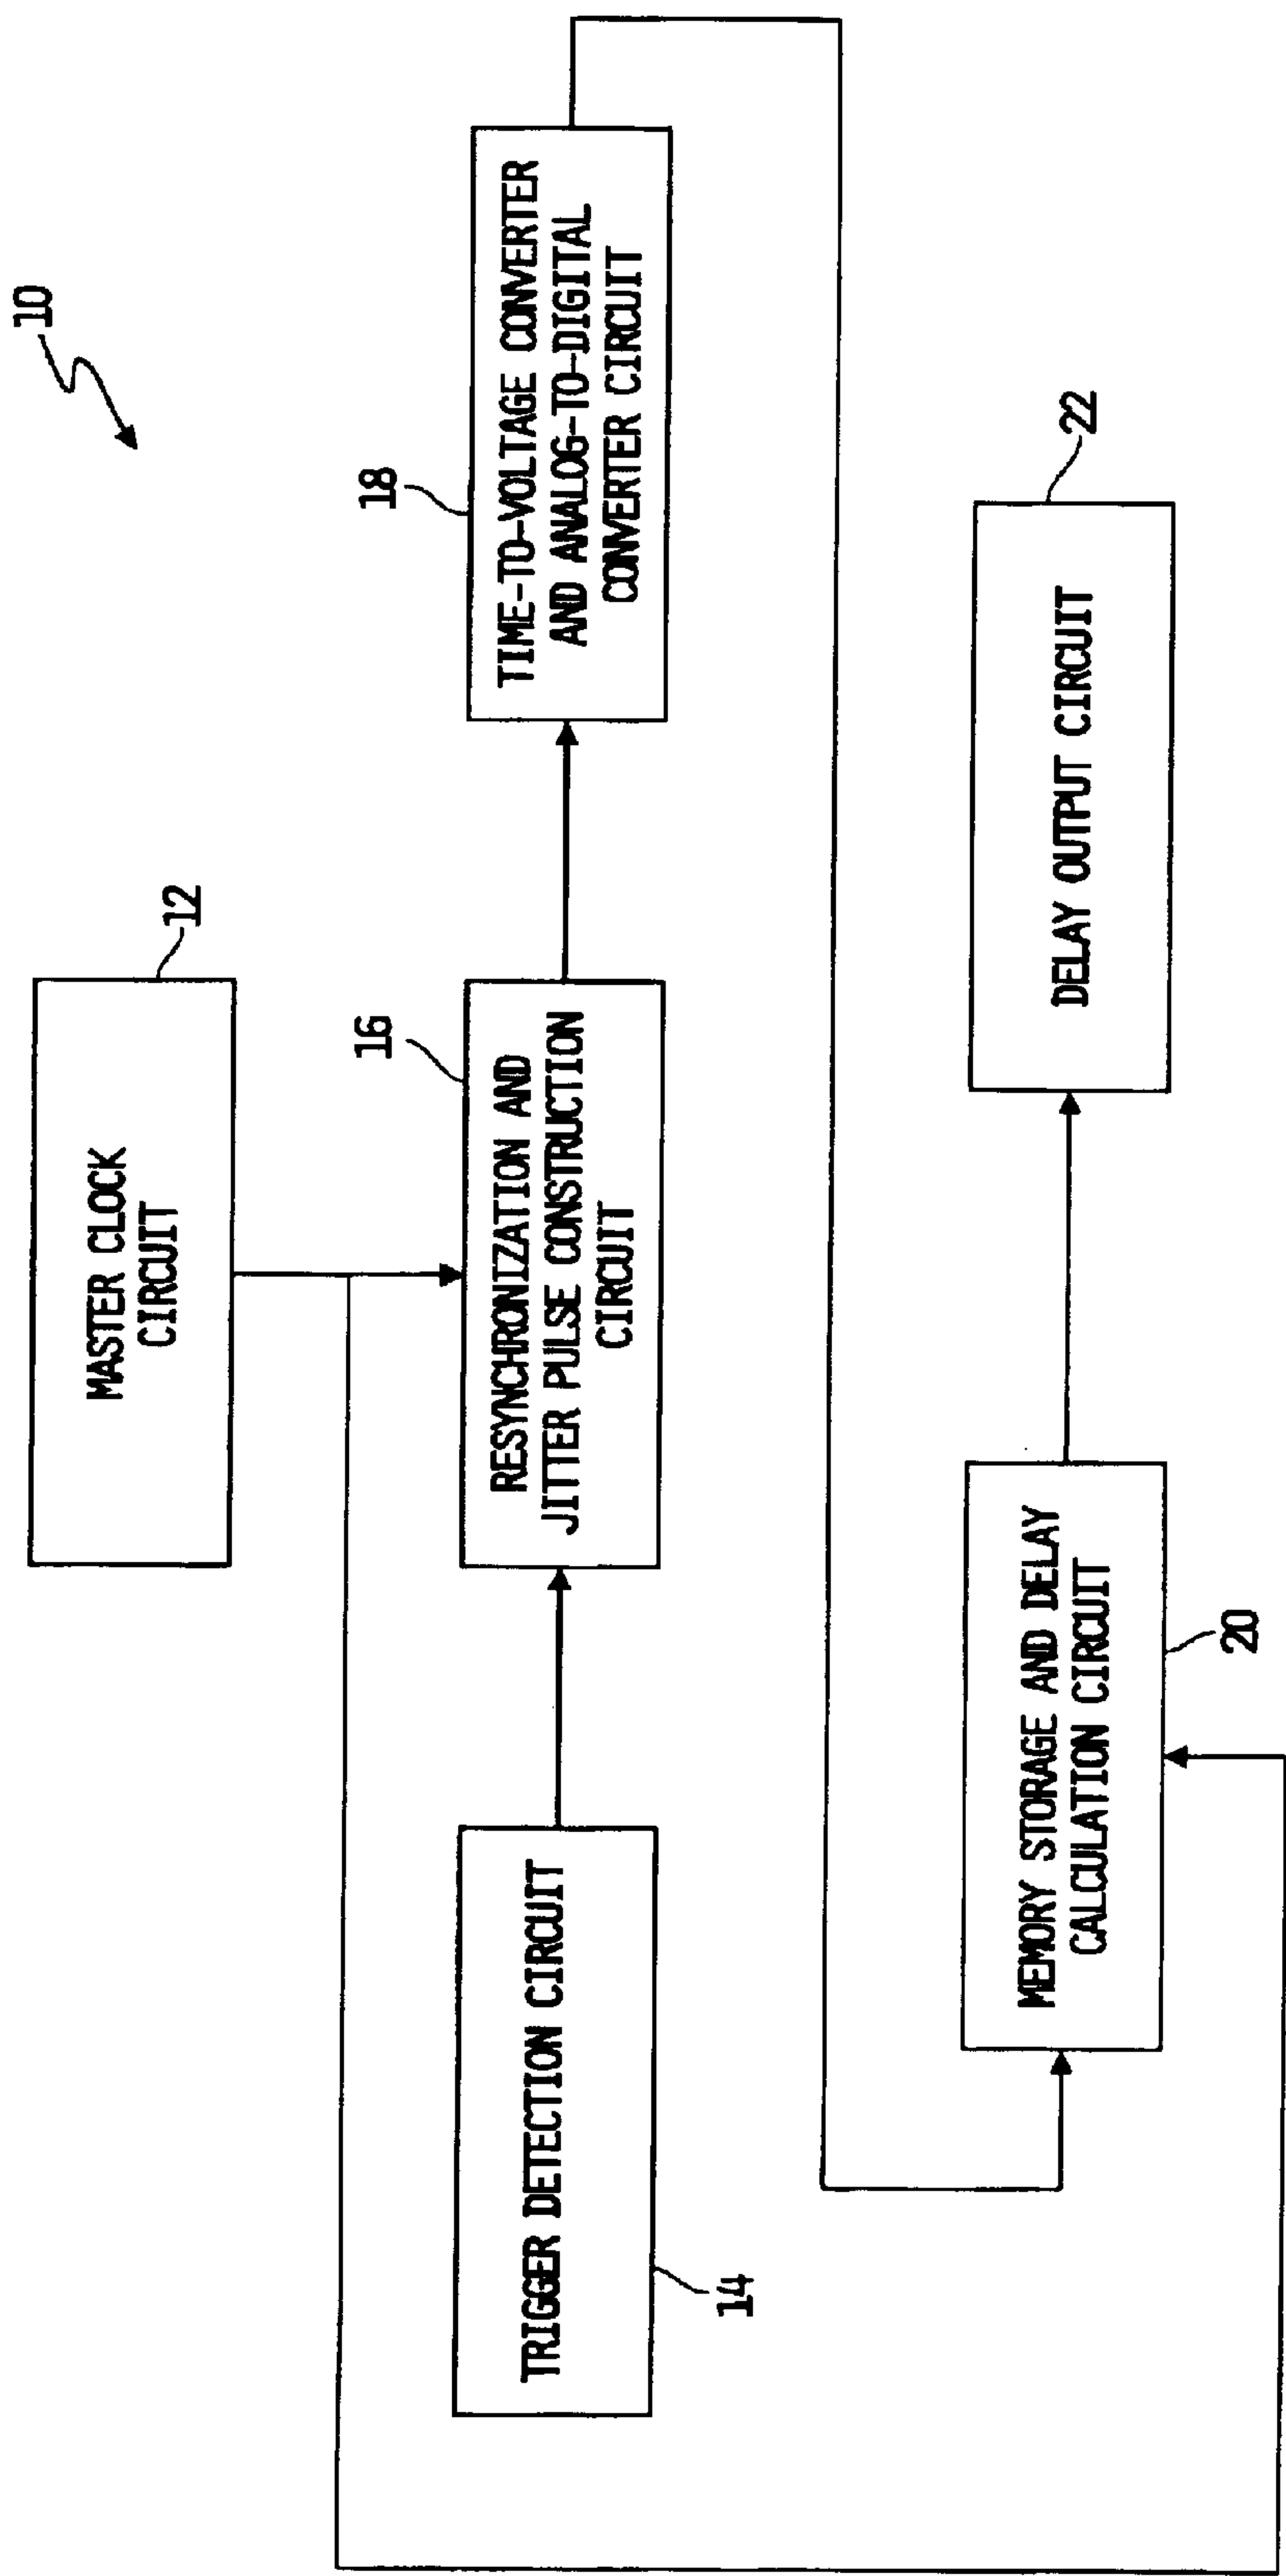 10
MASTER CLOCK
CIRCUIT
12
16
18
TRIGGER DETECTION CIRCUIT
14
RESYNCHRONIZATION AND
JITTER PULSE CONSTRUCTION
CIRCUIT
TIME-TO-VOLTAGE CONVERTER
AND ANALOG-TO-DIGITAL
CONVERTER CIRCUIT
MEMORY STORAGE AND DELAY
CALCULATION CIRCUIT
20
DELAY OUTPUT CIRCUIT
22